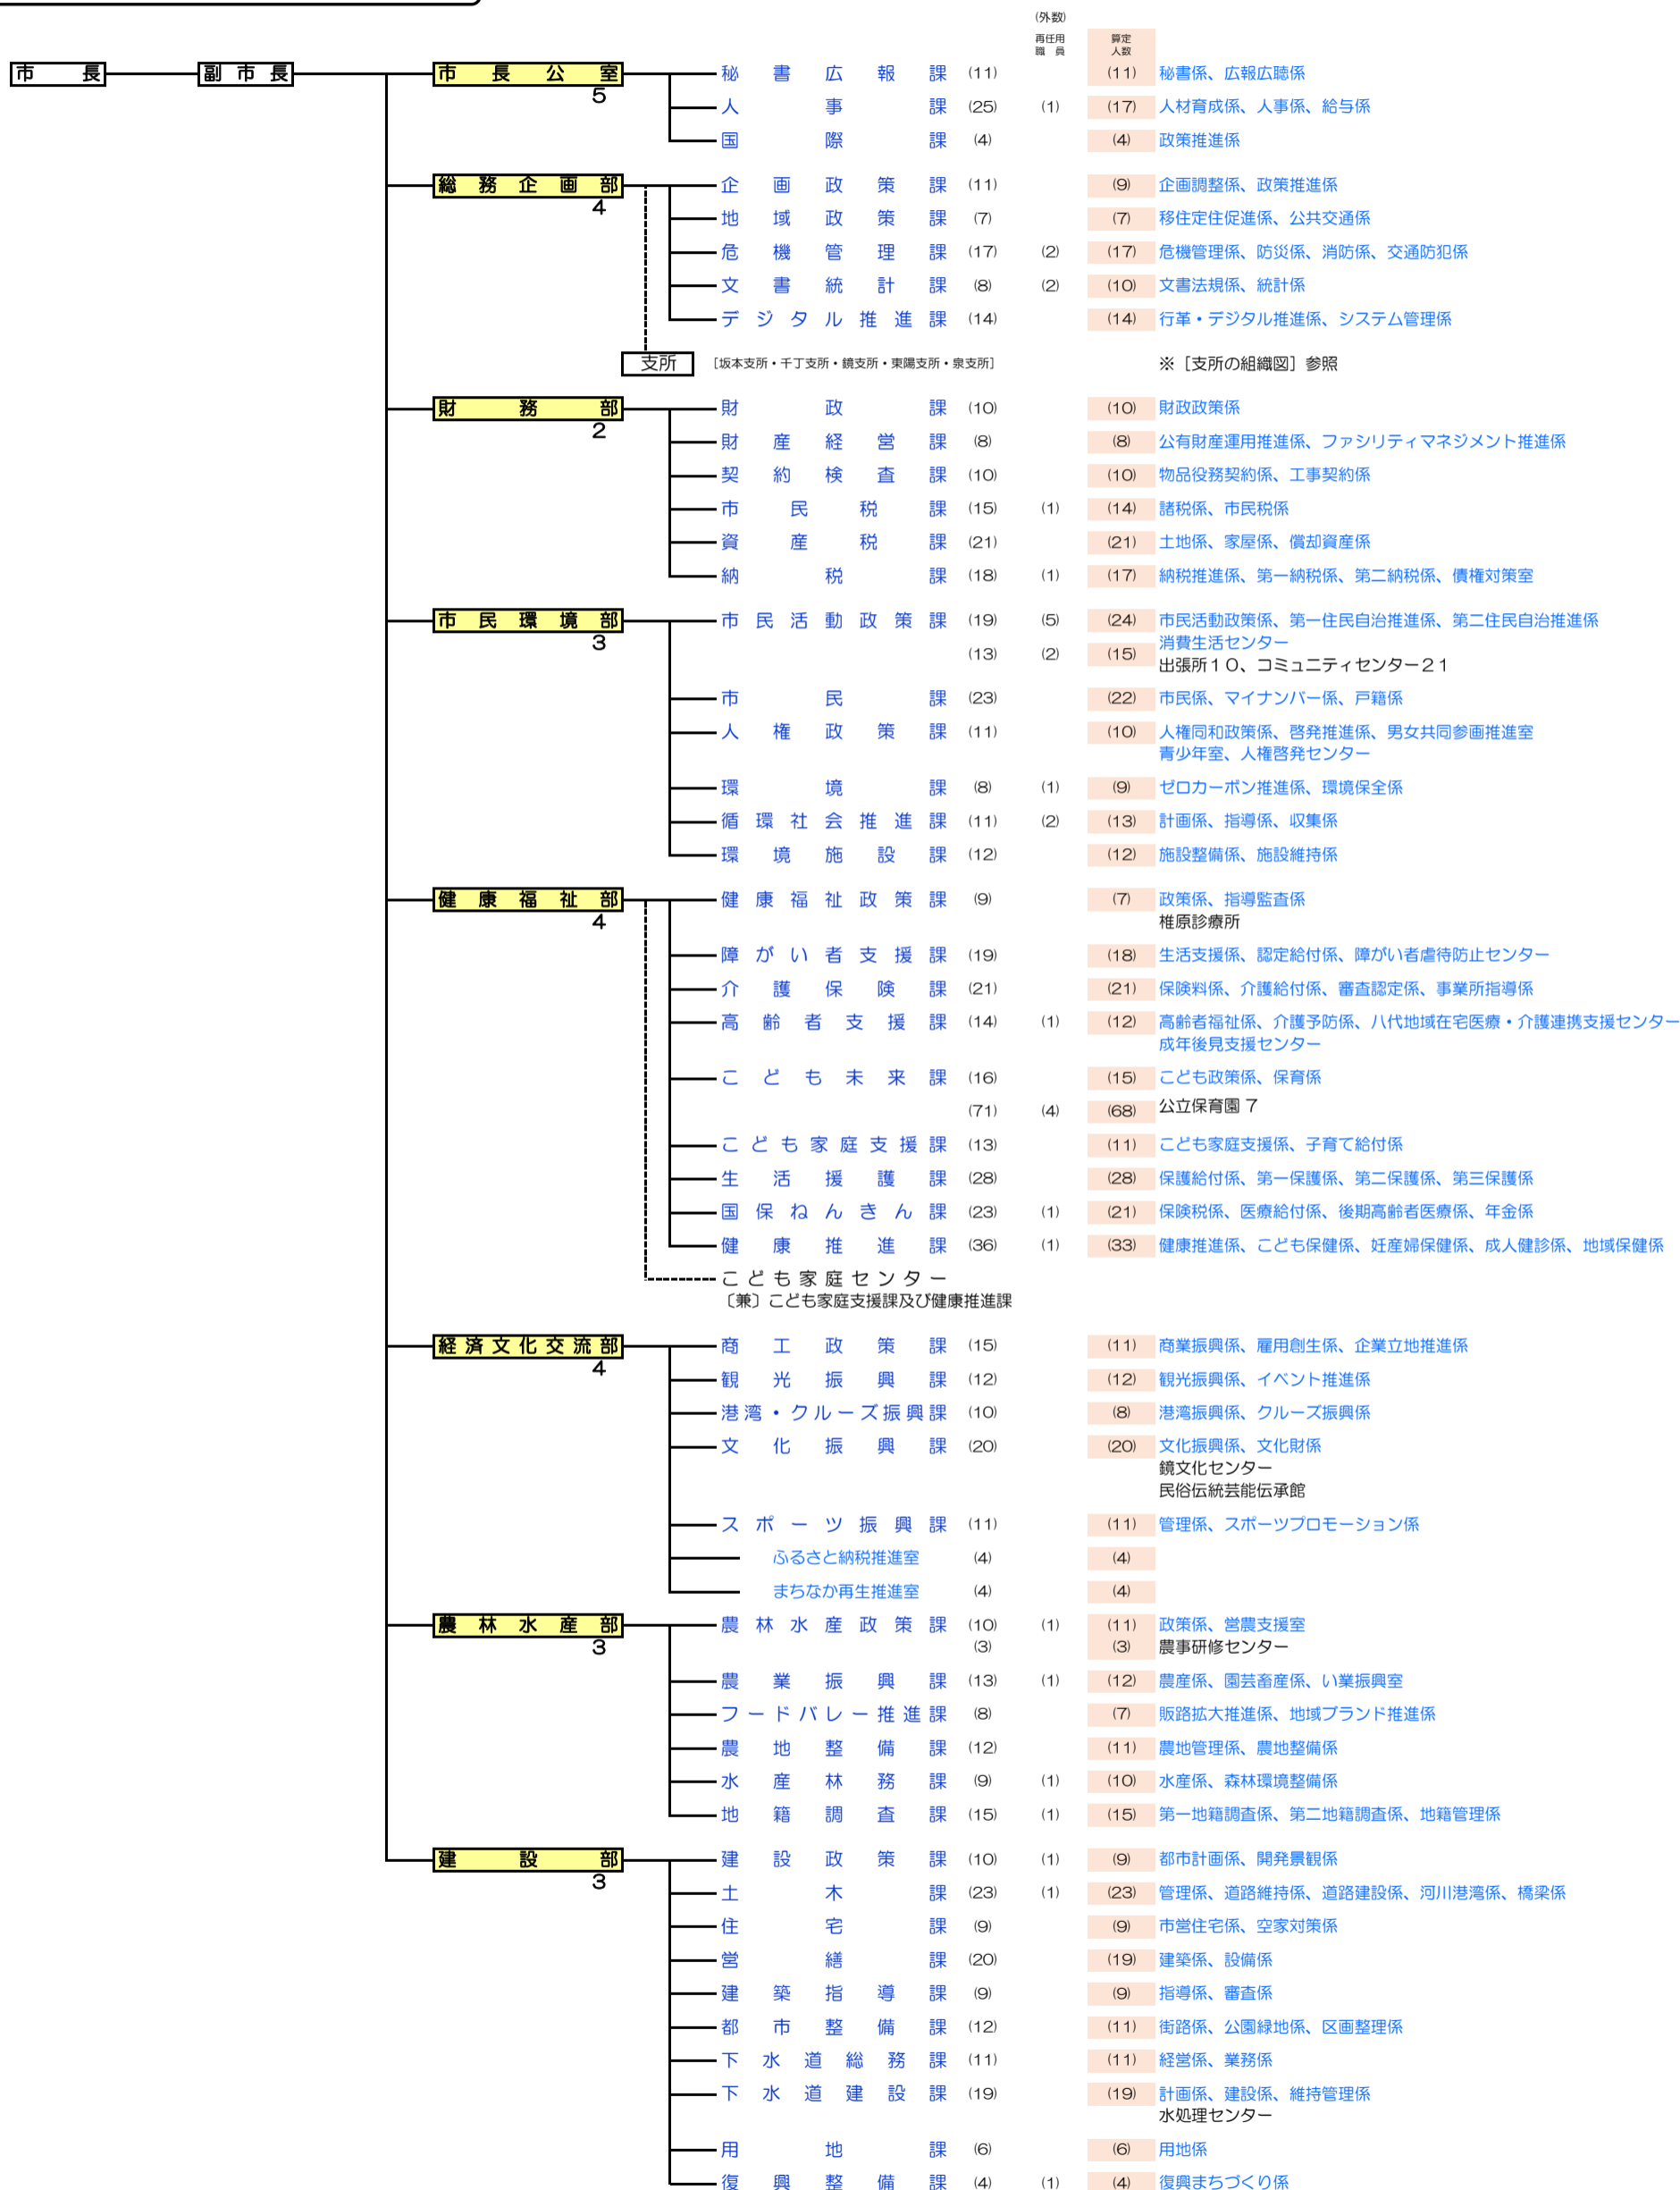 (外数)
再任用 算定
職員 人数
市長 副市長 市長公室 秘書広報課 (11) (11) 秘書係、広報広聴係
5
人事課 (25) (1) (17) 人材育成係、人事係、給与係
国際課 (4) (4) 政策推進係
総務企画部 企画政策課 (11) (9) 企画調整係、政策推進係
4
地域政策課 (7) (7) 移住定住促進係、公共交通係
危機管理課 (17) (2) (17) 危機管理係、防災係、消防係、交通防犯係
文書統計課 (8) (2) (10) 文書法規係、統計係
デジタル推進課 (14) (14) 行革・デジタル推進係、システム管理係
支所 [坂本支所・千丁支所・鏡支所・東陽支所・泉支所] ※［支所の組織図］参照
財務部 財政課 (10) (10) 財政政策係
2
財産経営課 (8) (8) 公有財産運用推進係、ファシリティマネジメント推進係
契約検査課 (10) (10) 物品役務契約係、工事契約係
市民税課 (15) (1) (14) 諸税係、市民税係
資産税課 (21) (21) 土地係、家屋係、償却資産係
納税課 (18) (1) (17) 納税推進係、第一納税係、第二納税係、債権対策室
市民環境部 市民活動政策課 (19) (5) (24) 市民活動政策係、第一住民自治推進係、第二住民自治推進係
3
消費生活センター
(13) (2) (15) 出張所１０、コミュニティセンター２１
市民課 (23) (22) 市民係、マイナンバー係、戸籍係
人権政策課 (11) (10) 人権同和政策係、啓発推進係、男女共同参画推進室
青少年室、人権啓発センター
環境課 (8) (1) (9) ゼロカーボン推進係、環境保全係
循環社会推進課 (11) (2) (13) 計画係、指導係、収集係
環境施設課 (12) (12) 施設整備係、施設維持係
健康福祉部 健康福祉政策課 (9) (7) 政策係、指導監査係
4 椎原診療所
障がい者支援課 (19) (18) 生活支援係、認定給付係、障がい者虐待防止センター
介護保険課 (21) (21) 保険料係、介護給付係、審査認定係、事業所指導係
高齢者支援課 (14) (1) (12) 高齢者福祉係、介護予防係、八代地域在宅医療・介護連携支援センター
成年後見支援センター
こども未来課 (16) (15) こども政策係、保育係
(71) (4) (68) 公立保育園７
こども家庭支援課 (13) (11) こども家庭支援係、子育て給付係
生活援護課 (28) (28) 保護給付係、第一保護係、第二保護係、第三保護係
国保ねんきん課 (23) (1) (21) 保険税係、医療給付係、後期高齢者医療係、年金係
健康推進課 (36) (1) (33) 健康推進係、こども保健係、妊産婦保健係、成人健診係、地域保健係
こども家庭センター
〔兼〕こども家庭支援課及び健康推進課
経済文化交流部 商工政策課 (15) (11) 商業振興係、雇用創生係、企業立地推進係
4
観光振興課 (12) (12) 観光振興係、イベント推進係
港湾・クルーズ振興課 (10) (8) 港湾振興係、クルーズ振興係
文化振興課 (20) (20) 文化振興係、文化財係
鏡文化センター
民俗伝統芸能伝承館
スポーツ振興課 (11) (11) 管理係、スポーツプロモーション係
ふるさと納税推進室 (4) (4)
まちなか再生推進室 (4) (4)
農林水産部 農林水産政策課 (10) (1) (11) 政策係、営農支援室
3 (3) (3) 農事研修センター
農業振興課 (13) (1) (12) 農産係、園芸畜産係、い業振興室
フードバレー推進課 (8) (7) 販路拡大推進係、地域ブランド推進係
農地整備課 (12) (11) 農地管理係、農地整備係
水産林務課 (9) (1) (10) 水産係、森林環境整備係
地籍調査課 (15) (1) (15) 第一地籍調査係、第二地籍調査係、地籍管理係
建設部 建設政策課 (10) (1) (9) 都市計画係、開発景観係
3
土木課 (23) (1) (23) 管理係、道路維持係、道路建設係、河川港湾係、橋梁係
住宅課 (9) (9) 市営住宅係、空家対策係
営繕課 (20) (19) 建築係、設備係
建築指導課 (9) (9) 指導係、審査係
都市整備課 (12) (11) 街路係、公園緑地係、区画整理係
下水道総務課 (11) (11) 経営係、業務係
下水道建設課 (19) (19) 計画係、建設係、維持管理係
水処理センター
用地課 (6) (6) 用地係
復興整備課 (4) (1) (4) 復興まちづくり係